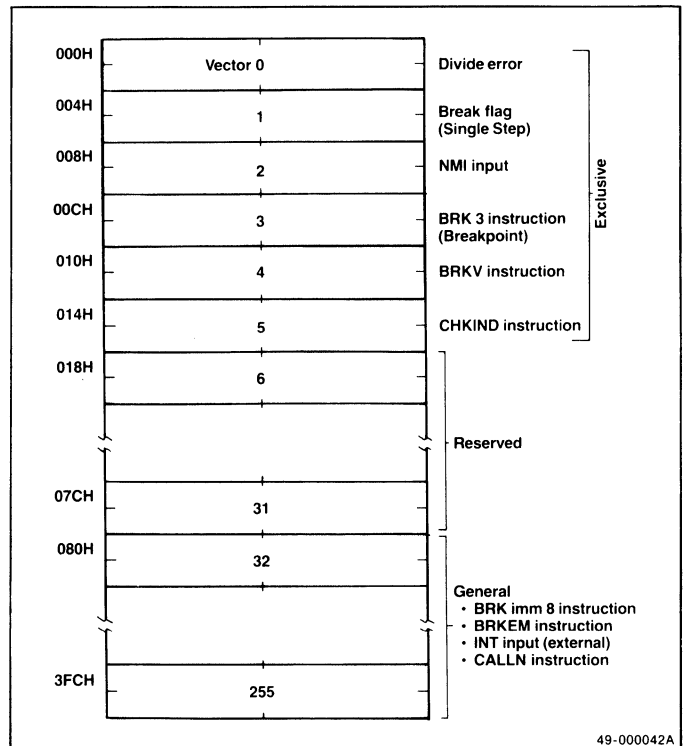 000H
Vector 0
Divide error
004H
1
Break flag
(Single Step)
008H
2
NMI input
00CH
3
BRK 3 instruction
(Breakpoint)
010H
4
BRKV instruction
014H
5
CHKIND instruction
Exclusive
018H
6
Reserved
07CH
31
080H
32
General
• BRK imm 8 instruction
• BRKEM instruction
• INT input (external)
• CALLN instruction
3FCH
255
49-000042A